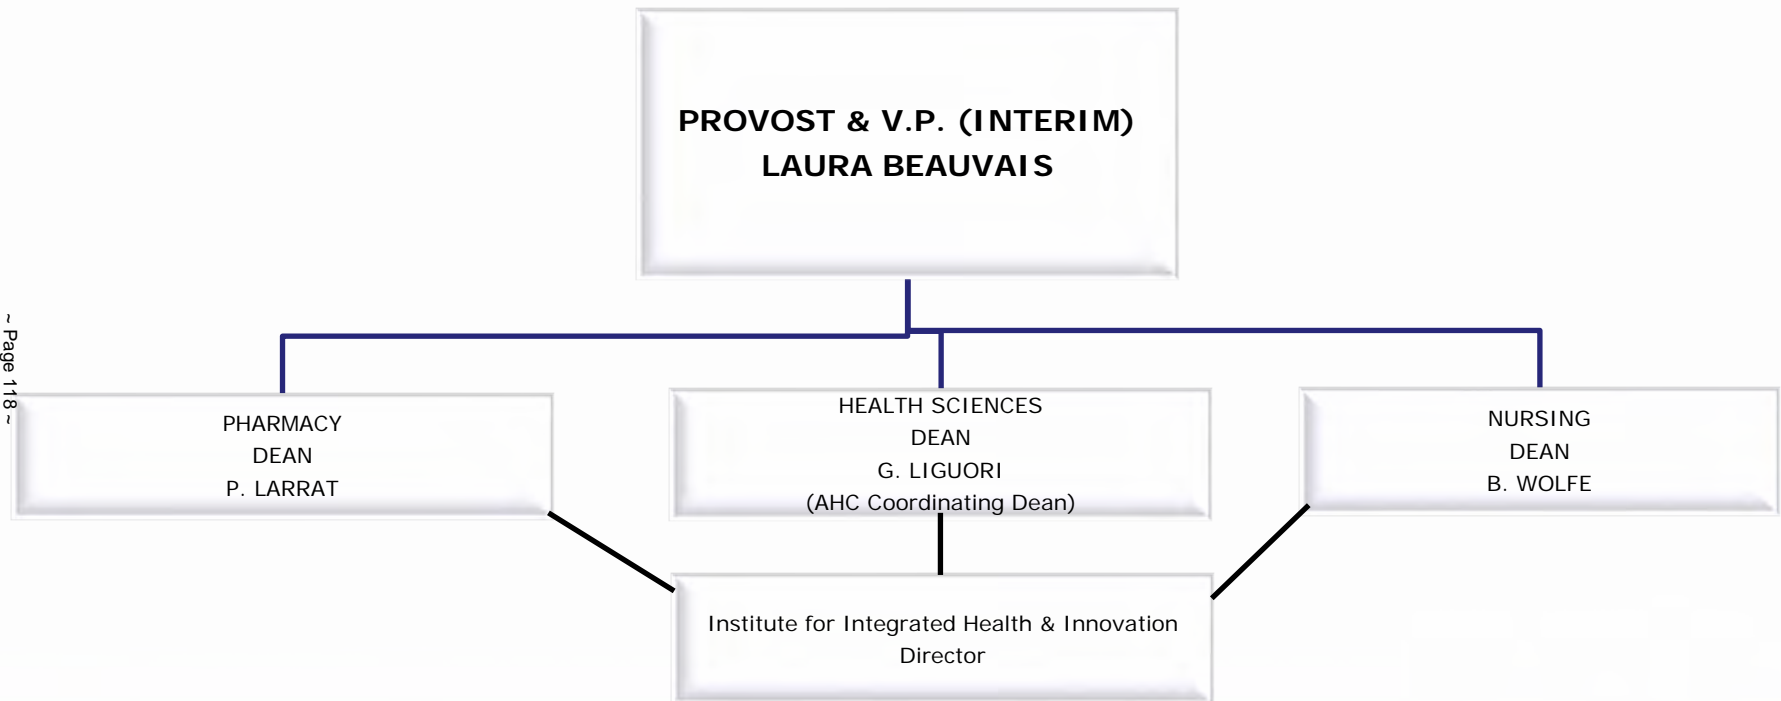 PROVOST & V.P. (INTERIM)
LAURA BEAUVAIS
~ Page 118 ~
PHARMACY
DEAN
P. LARRAT
HEALTH SCIENCES
DEAN
G. LIGUORI
(AHC Coordinating Dean)
NURSING
DEAN
B. WOLFE
Institute for Integrated Health & Innovation
Director